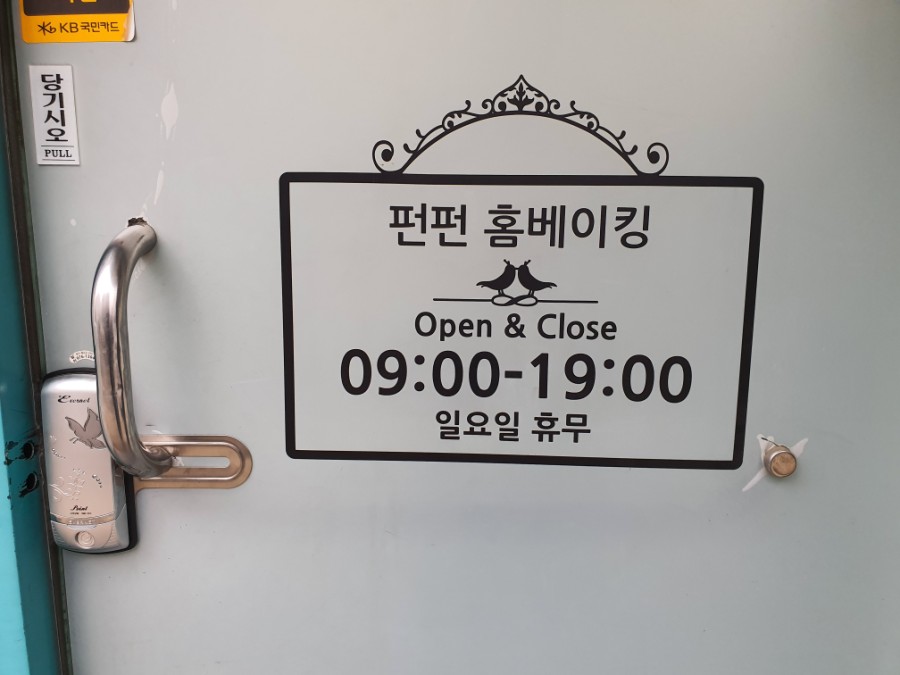 KB국민카드
당기시오
PULL
펀펀 홈베이킹
Open & Close
09:00-19:00
일요일 휴무
Evernet